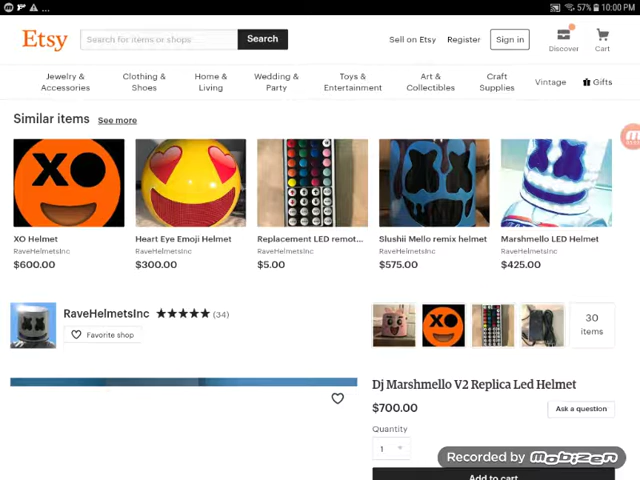 57% 10:00 PM
Etsy
Search for items or shops
Search
Sell on Etsy
Register
Sign in
Discover
Cart
Jewelry &
Accessories
Clothing &
Shoes
Home &
Living
Wedding &
Party
Toys &
Entertainment
Art &
Collectibles
Craft
Supplies
Vintage
Gifts
Similar items
See more
XO Helmet
RaveHelmetsInc
$600.00
Heart Eye Emoji Helmet
RaveHelmetsInc
$300.00
Replacement LED remot...
RaveHelmetsInc
$5.00
Slushii Mello remix helmet
RaveHelmetsInc
$575.00
Marshmello LED Helmet
RaveHelmetsInc
$425.00
RaveHelmetsInc ★★★★★ (34)
Favorite shop
30
items
Dj Marshmello V2 Replica Led Helmet
$700.00
Ask a question
Quantity
1
Recorded by Mobizen
Add to cart